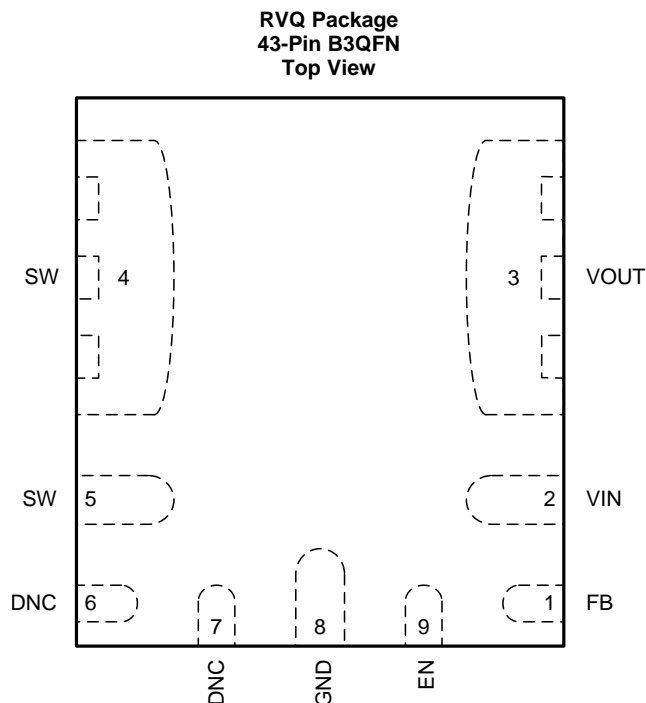 RVQ Package
43-Pin B3QFN
Top View
SW 4 3 VOUT
SW 5 2 VIN
DNC 6 7 8 9 1 FB
DNC GND EN